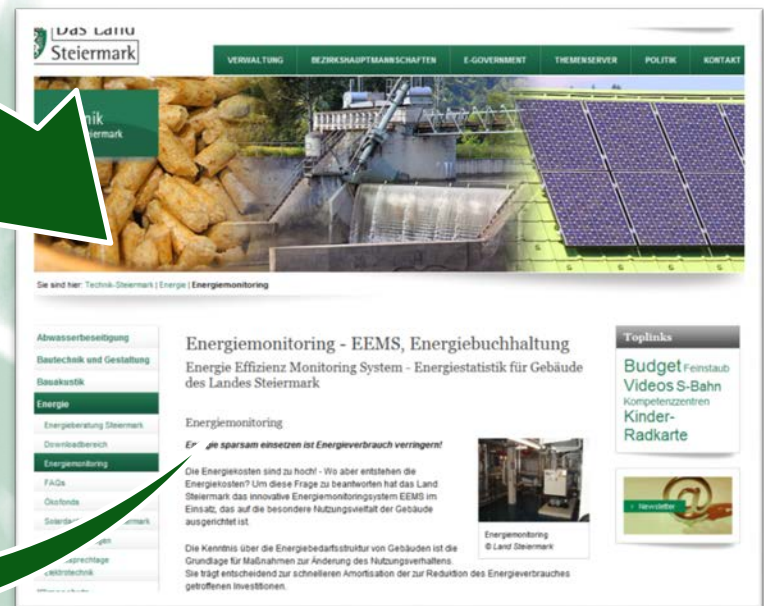 Das Land
Steiermark
VERWALTUNG BEZIRKSHAUPTMANNSCHAFTEN E-GOVERNMENT THEMENSERVER POLITIK KONTAKT
Sie sind hier: Technik-Steiermark | Energie | Energiemonitoring
Abwasserbeseitigung
Bautechnik und Gestaltung
Bauakustik
Energie
Energieberatung Steiermark
Downloadbereich
Energiemonitoring
FAQs
Ökofonds
Energiemonitoring - EEMS, Energiebuchhaltung
Energie Effizienz Monitoring System - Energiestatistik für Gebäude
des Landes Steiermark
Energiemonitoring
sparsam einsetzen ist Energieverbrauch verringern!
Die Energiekosten sind zu hoch! - Wo aber entstehen die
Energiekosten? Um diese Frage zu beantworten hat das Land
Steiermark das innovative Energiemonitoringsystem EEMS im
Einsatz, das auf die besondere Nutzungsvielfalt der Gebäude
ausgerichtet ist.
Die Kenntnis über die Energiebedarfsstruktur von Gebäuden ist die
Grundlage für Maßnahmen zur Änderung des Nutzungsverhaltens.
Sie trägt entscheidend zur schnelleren Amortisation der zur Reduktion des Energieverbrauches
getroffenen Investitionen.
Energiemonitoring
© Land Steiermark
Toplinks
Budget Feinstaub
Videos S-Bahn
Kompetenzzentren
Kinder-
Radkarte
Newsletter